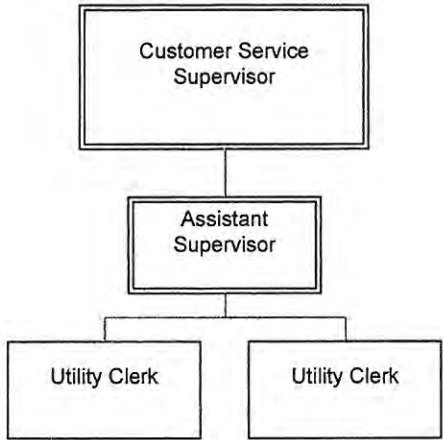 Customer Service
Supervisor
Assistant
Supervisor
Utility Clerk
Utility Clerk